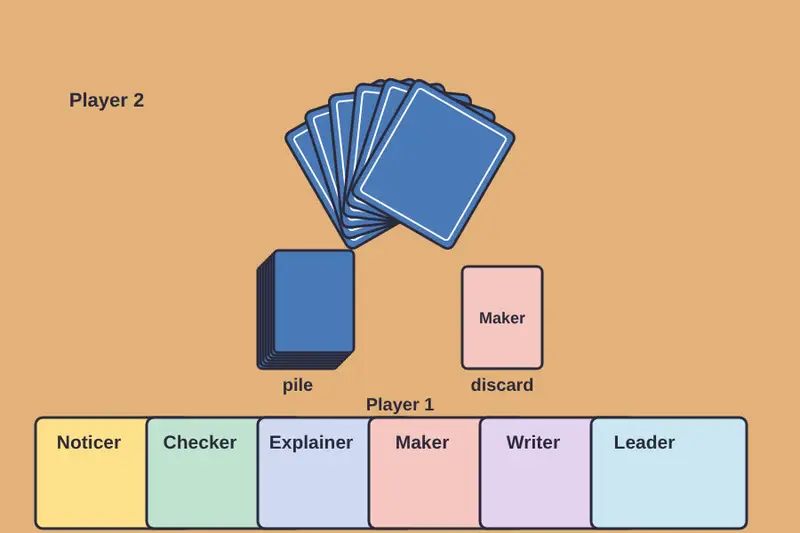 Player 2
Maker
pile
discard
Player 1
Noticer
Checker
Explainer
Maker
Writer
Leader